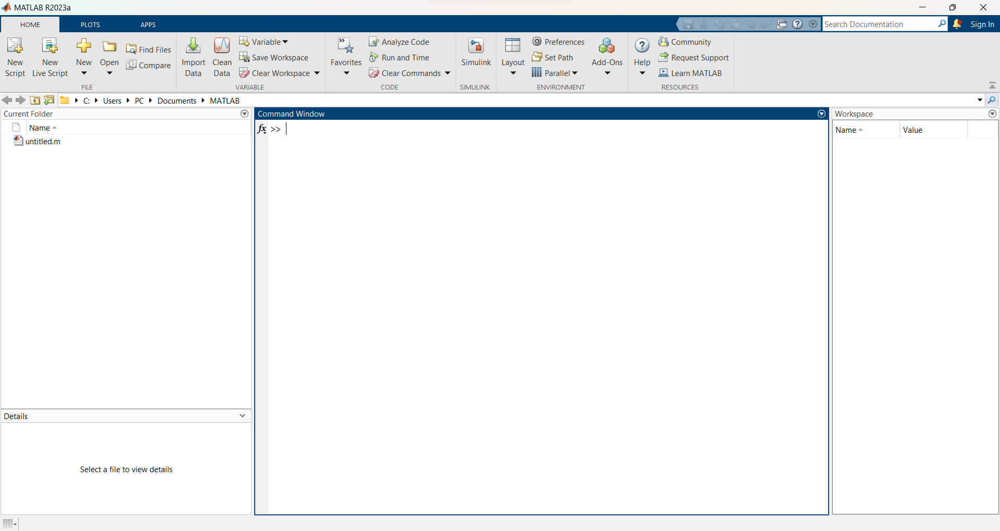 MATLAB R2023a
HOME PLOTS APPS Search Documentation Sign In
New Script
New Live Script
New
Open
Find Files
Compare
FILE
Import Data
Clean Data
Variable
Save Workspace
Clear Workspace
VARIABLE
Favorites
Analyze Code
Run and Time
Clear Commands
CODE
Simulink
SIMULINK
Layout
Preferences
Set Path
Parallel
Add-Ons
ENVIRONMENT
Help
Community
Request Support
Learn MATLAB
RESOURCES
C: Users PC Documents MATLAB
Current Folder
Name
untitled.m
Details
Select a file to view details
Command Window
fx >>
Workspace
Name Value